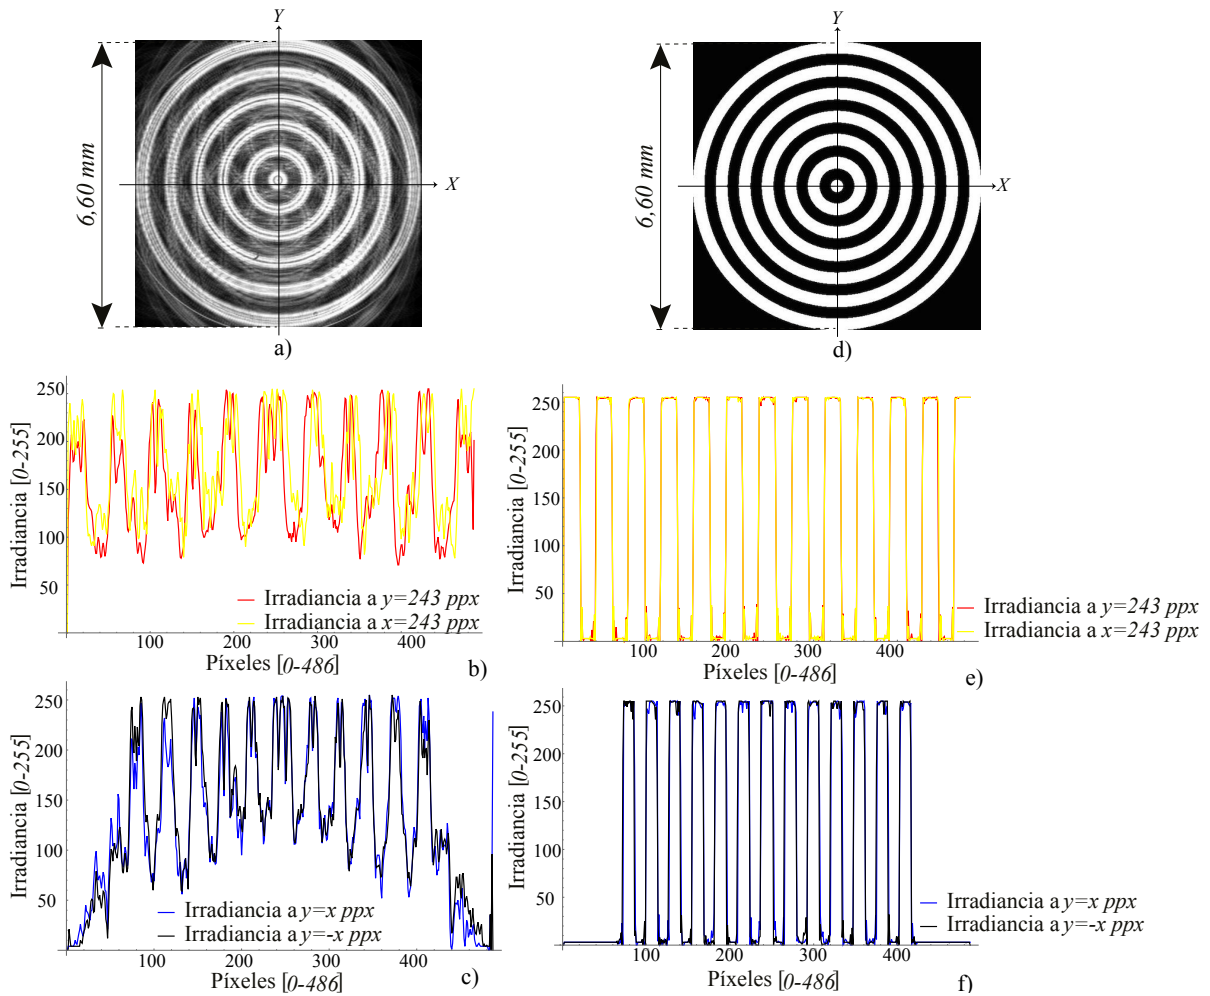 Y
X
6,60 mm
a)
Y
X
6,60 mm
d)
Irradiancia [0-255]
250
200
150
100
50
Irradiancia a y=243 ppx
Irradiancia a x=243 ppx
100 200 300 400
Píxeles [0-486]
b)
Irradiancia [0-255]
250
200
150
100
50
Irradiancia a y=243 ppx
Irradiancia a x=243 ppx
100 200 300 400
Píxeles [0-486]
e)
Irradiancia [0-255]
250
200
150
100
50
Irradiancia a y=x ppx
Irradiancia a y=-x ppx
100 200 300 400
Píxeles [0-486]
c)
Irradiancia [0-255]
250
200
150
100
50
Irradiancia a y=x ppx
Irradiancia a y=-x ppx
100 200 300 400
Píxeles [0-486]
f)